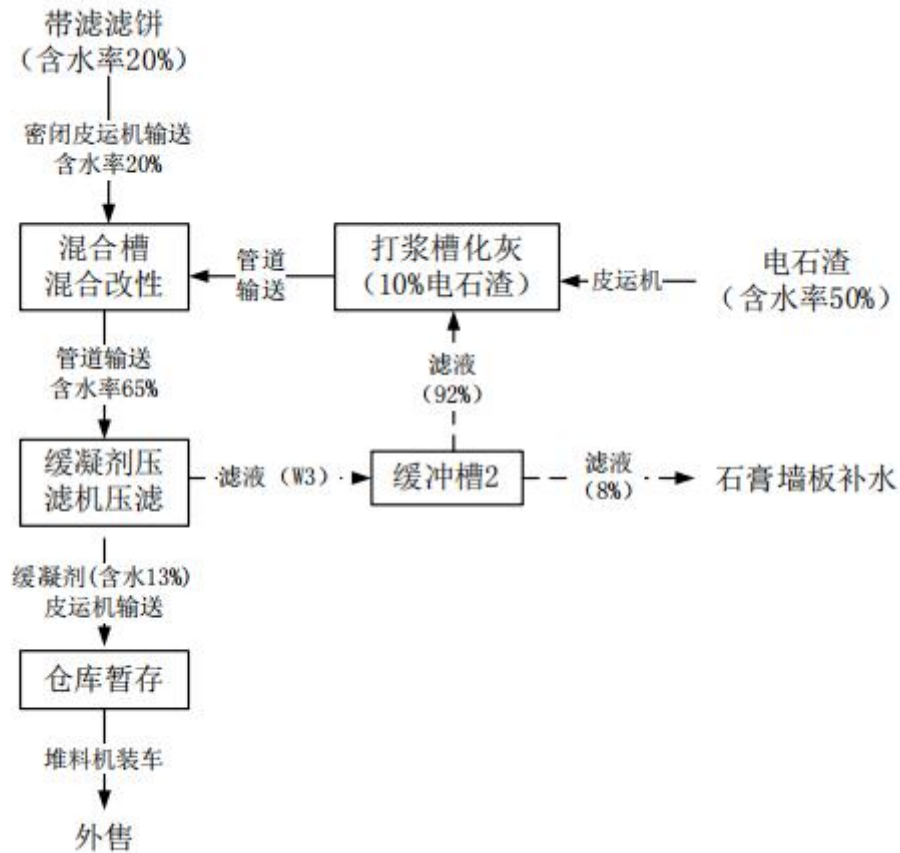 带滤滤饼
（含水率20%）
密闭皮运机输送
含水率20%
混合槽
混合改性
管道
输送
打浆槽化灰
（10%电石渣）
皮运机
电石渣
（含水率50%）
管道输送
含水率65%
滤液
（92%）
缓凝剂压
滤机压滤
滤液（W3）
缓冲槽2
滤液
（8%）
石膏墙板补水
缓凝剂(含水13%)
皮运机输送
仓库暂存
堆料机装车
外售